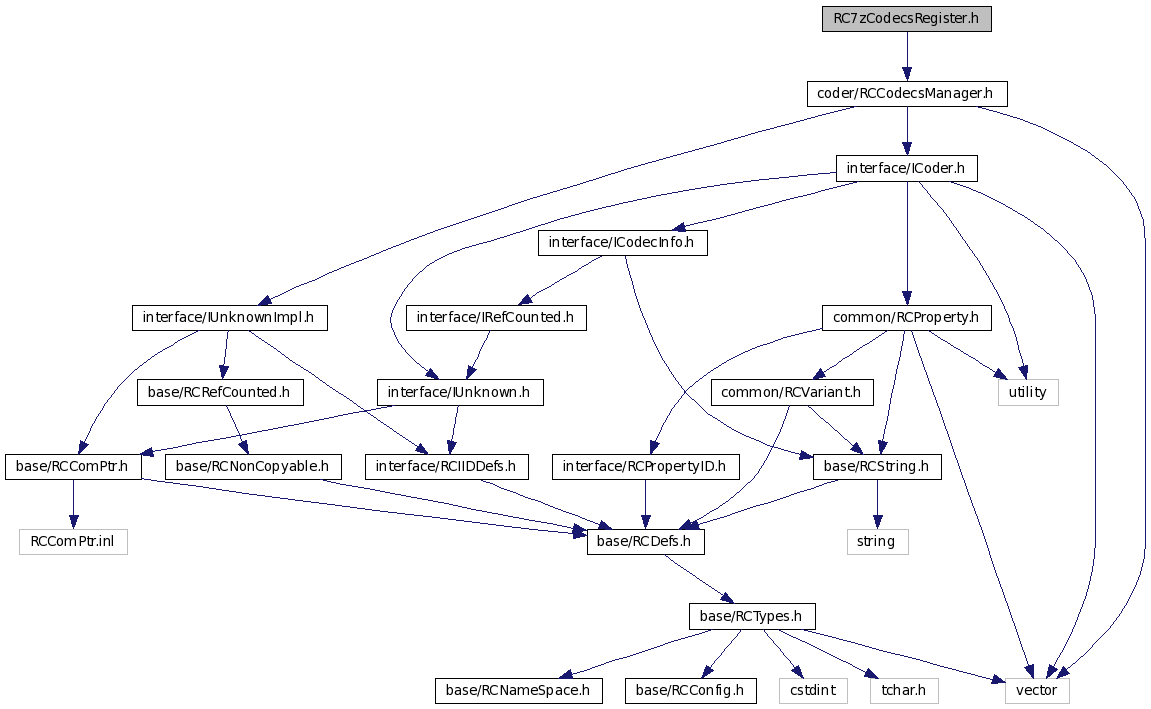 RC7zCodecsRegister.h
coder/RCCodecsManager.h
interface/ICoder.h
interface/ICodecInfo.h
interface/IUnknownImpl.h
interface/IRefCounted.h
common/RCProperty.h
base/RCRefCounted.h
interface/IUnknown.h
common/RCVariant.h
utility
base/RCComPtr.h
base/RCNonCopyable.h
interface/RCIIDDefs.h
interface/RCPropertyID.h
base/RCString.h
RCComPtr.inl
base/RCDefs.h
string
base/RCTypes.h
base/RCNameSpace.h
base/RCConfig.h
cstdint
tchar.h
vector